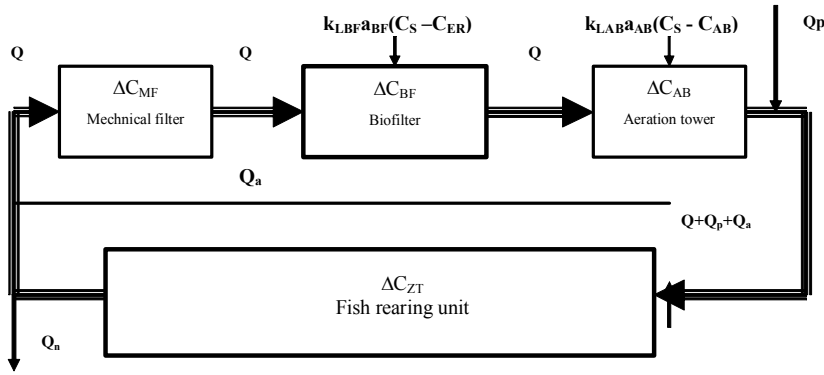 k_LBF a_BF(C_S –C_ER)
k_LAB a_AB(C_S - C_AB)
Qp
Q
Q
Q
ΔC_MF
Mechnical filter
ΔC_BF
Biofilter
ΔC_AB
Aeration tower
Q_a
Q+Q_p+Q_a
ΔC_ZT
Fish rearing unit
Q_n